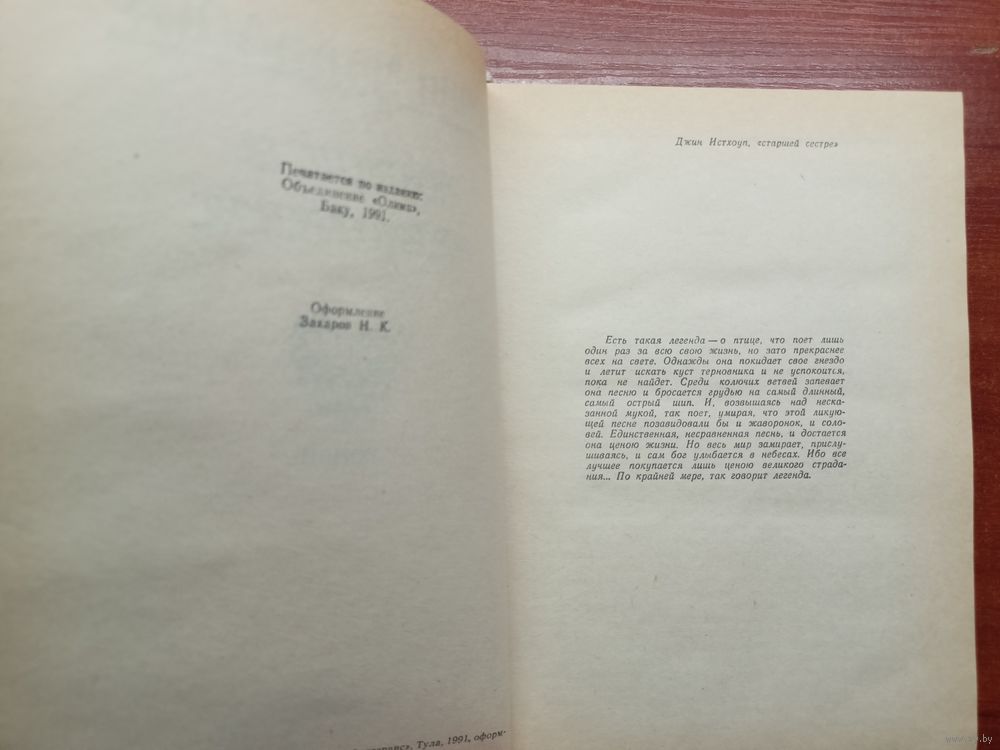 Печатается по изданию:
Объединение «Олимп»,
Баку, 1991.
Оформление
Захаров Н. К.
Тула, 1991, оформ-
Джин Истхоуп, «старшей сестре»
Есть такая легенда — о птице, что поет лишь
один раз за всю свою жизнь, но зато прекраснее
всех на свете. Однажды она покидает свое гнездо
и летит искать куст терновника и не успокоится,
пока не найдет. Среди колючих ветвей запевает
она песню и бросается грудью на самый длинный,
самый острый шип. И, возвышаясь над неска-
занной мукой, так поет, умирая, что этой ликую-
щей песне позавидовали бы и жаворонок, и соло-
вей. Единственная, несравненная песнь, и достается
она ценою жизни. Но весь мир замирает, прислу-
шиваясь, и сам бог улыбается в небесах. Ибо все
лучшее покупается лишь ценою великого страда-
ния... По крайней мере, так говорит легенда.